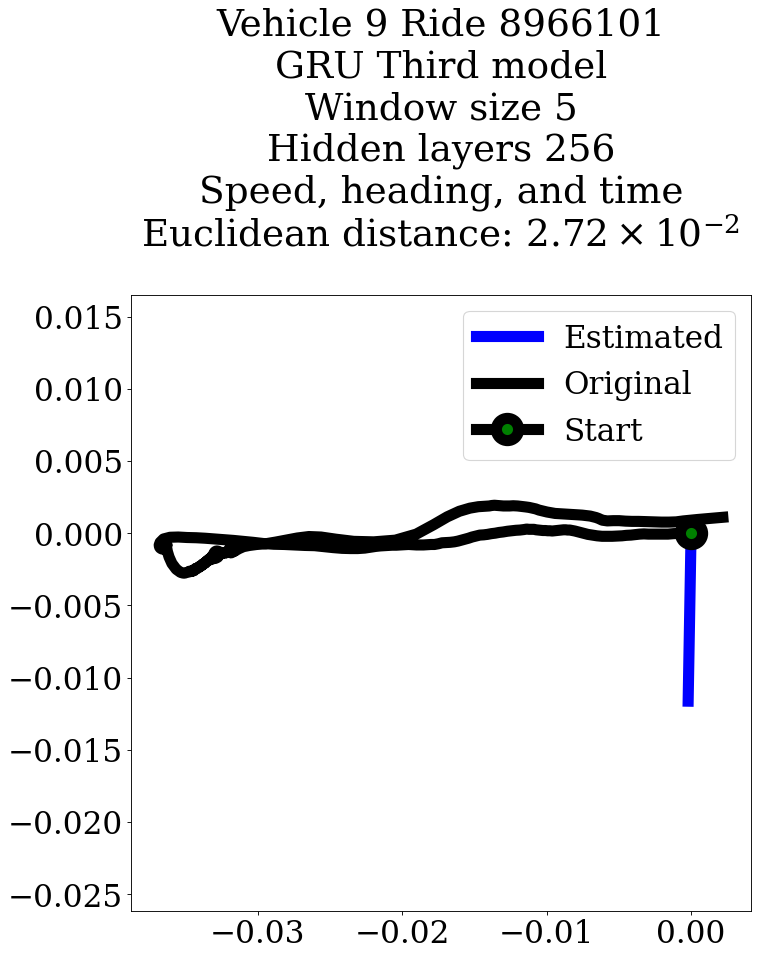 Vehicle 9 Ride 8966101
GRU Third model
Window size 5
Hidden layers 256
Speed, heading, and time
Euclidean distance: 2.72 × 10⁻²
Estimated
Original
Start
0.015
0.010
0.005
0.000
−0.005
−0.010
−0.015
−0.020
−0.025
−0.03
−0.02
−0.01
0.00